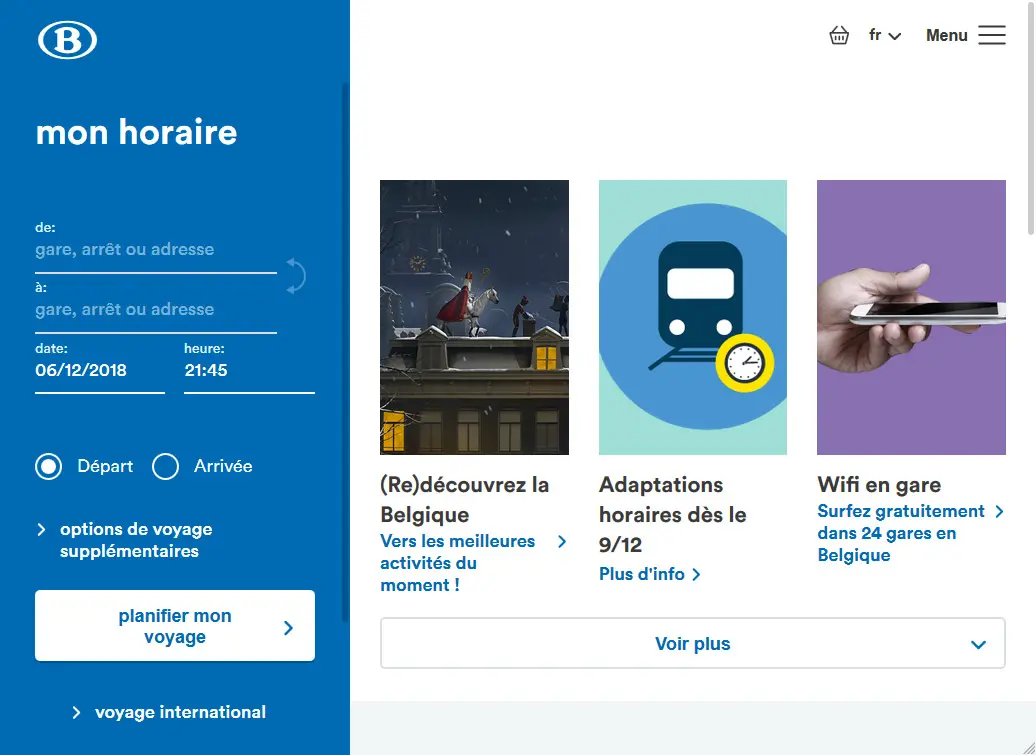 B
mon horaire
de:
gare, arrêt ou adresse
à:
gare, arrêt ou adresse
date:
heure:
06/12/2018
21:45
Départ
Arrivée
options de voyage
supplémentaires
planifier mon
voyage
voyage international
fr
Menu
(Re)découvrez la
Belgique
Vers les meilleures
activités du
moment !
Adaptations
horaires dès le
9/12
Plus d'info
Wifi en gare
Surfez gratuitement
dans 24 gares en
Belgique
Voir plus